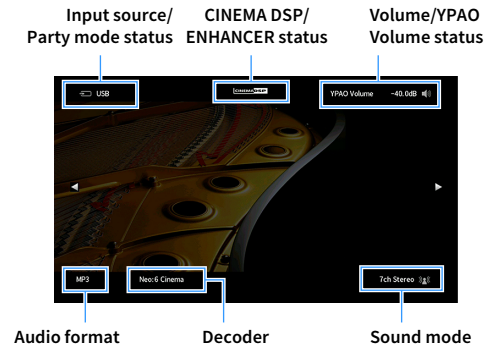 Input source/
Party mode status
CINEMA DSP/
ENHANCER status
Volume/YPAO
Volume status
USB
CINEMA DSP
YPAO Volume -40.0dB
MP3
Neo:6 Cinema
7ch Stereo
Audio format
Decoder
Sound mode